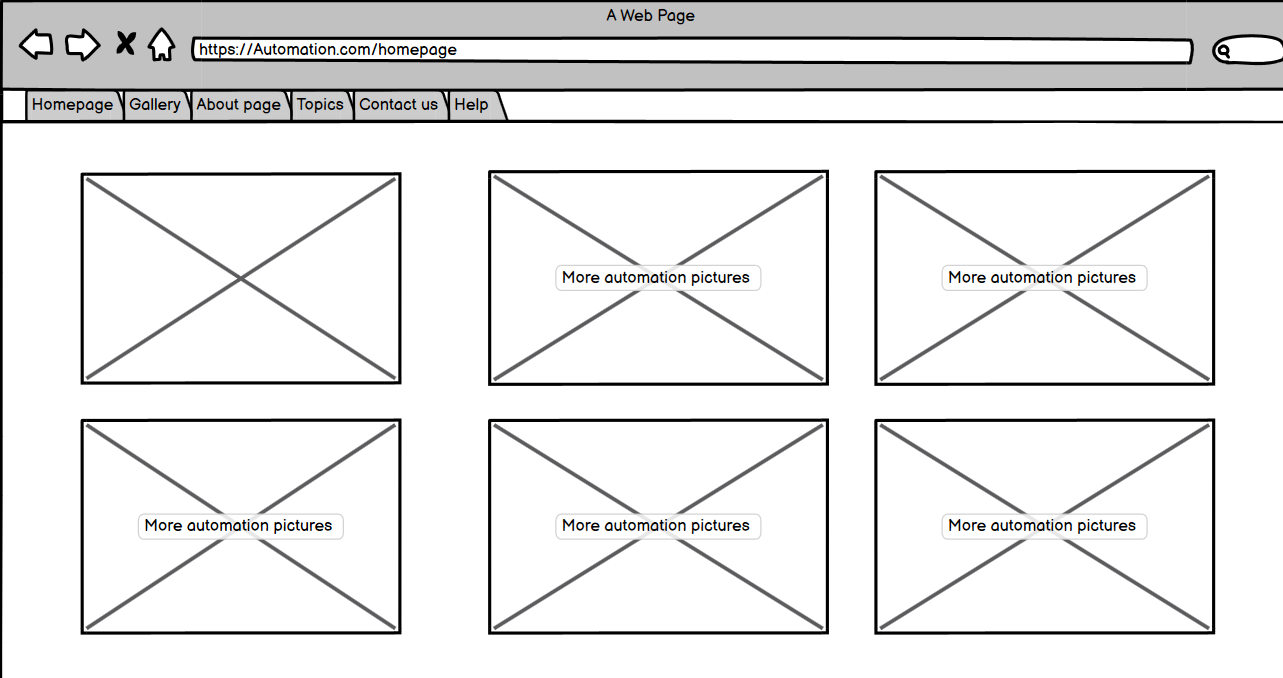 A Web Page
https://Automation.com/homepage
Homepage Gallery About page Topics Contact us Help
More automation pictures More automation pictures
More automation pictures More automation pictures More automation pictures